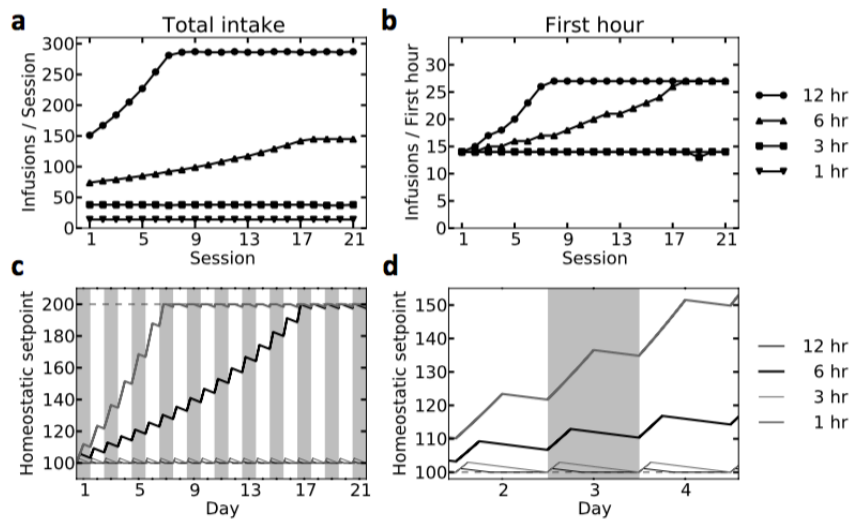 a
Total intake
Infusions / Session
300
250
200
150
100
50
0
1 5 9 13 17 21
Session
b
First hour
Infusions / First hour
30
25
20
15
10
5
0
1 5 9 13 17 21
Session
12 hr
6 hr
3 hr
1 hr
c
Homeostatic setpoint
200
180
160
140
120
100
1 5 9 13 17 21
Day
d
Homeostatic setpoint
150
140
130
120
110
100
2 3 4
Day
12 hr
6 hr
3 hr
1 hr